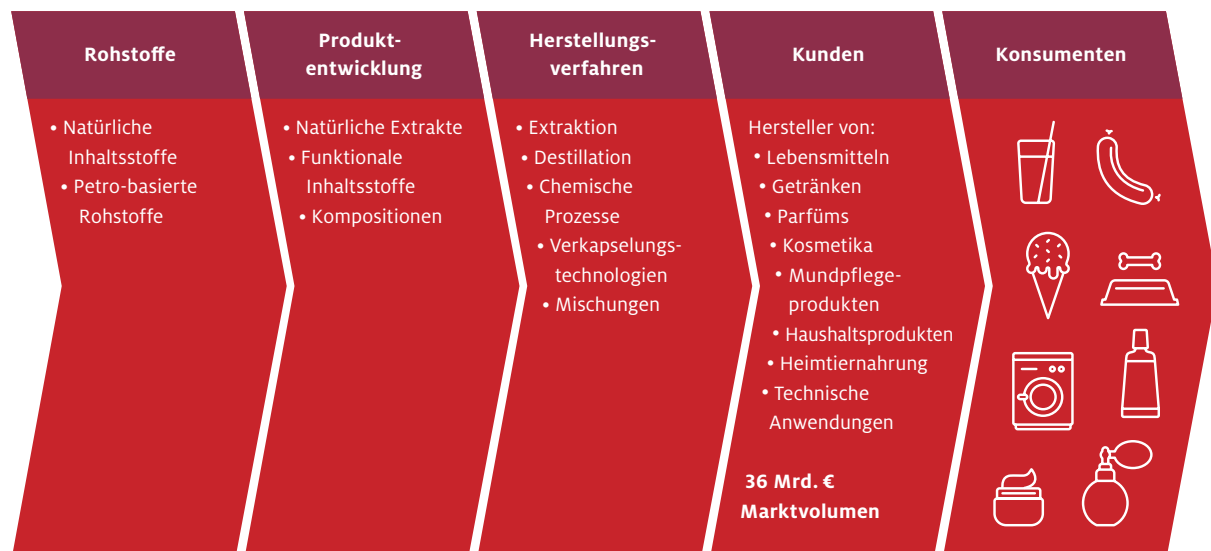 Rohstoffe
• Natürliche
Inhaltsstoffe
• Petro-basierte
Rohstoffe
Produkt-
entwicklung
• Natürliche Extrakte
• Funktionale
Inhaltsstoffe
• Kompositionen
Herstellungs-
verfahren
• Extraktion
• Destillation
• Chemische
Prozesse
• Verkapselungs-
technologien
• Mischungen
Kunden
Hersteller von:
• Lebensmitteln
• Getränken
• Parfüms
• Kosmetika
• Mundpflege-
produkten
• Haushaltsprodukten
• Heimtiernahrung
• Technische
Anwendungen
36 Mrd. €
Marktvolumen
Konsumenten